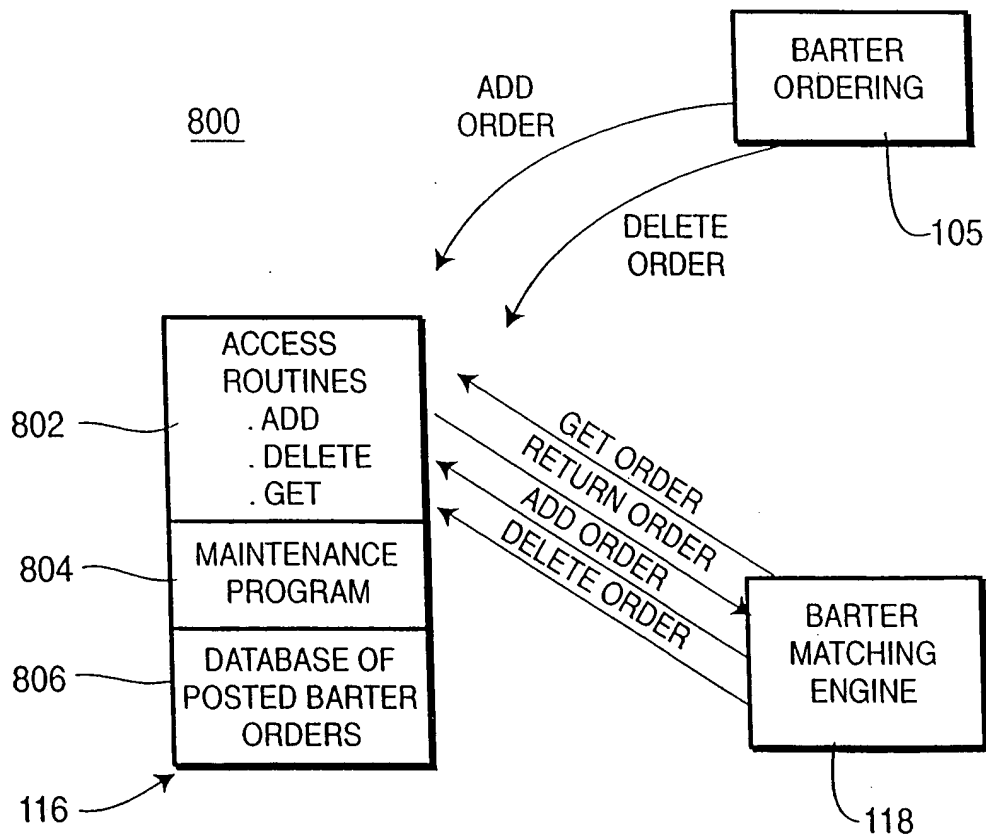 BARTER
ORDERING
ADD
ORDER
800
DELETE
ORDER
105
ACCESS
ROUTINES
. ADD
. DELETE
. GET
802
GET ORDER
RETURN ORDER
ADD ORDER
DELETE ORDER
MAINTENANCE
PROGRAM
804
BARTER
MATCHING
ENGINE
DATABASE OF
POSTED BARTER
ORDERS
806
116
118